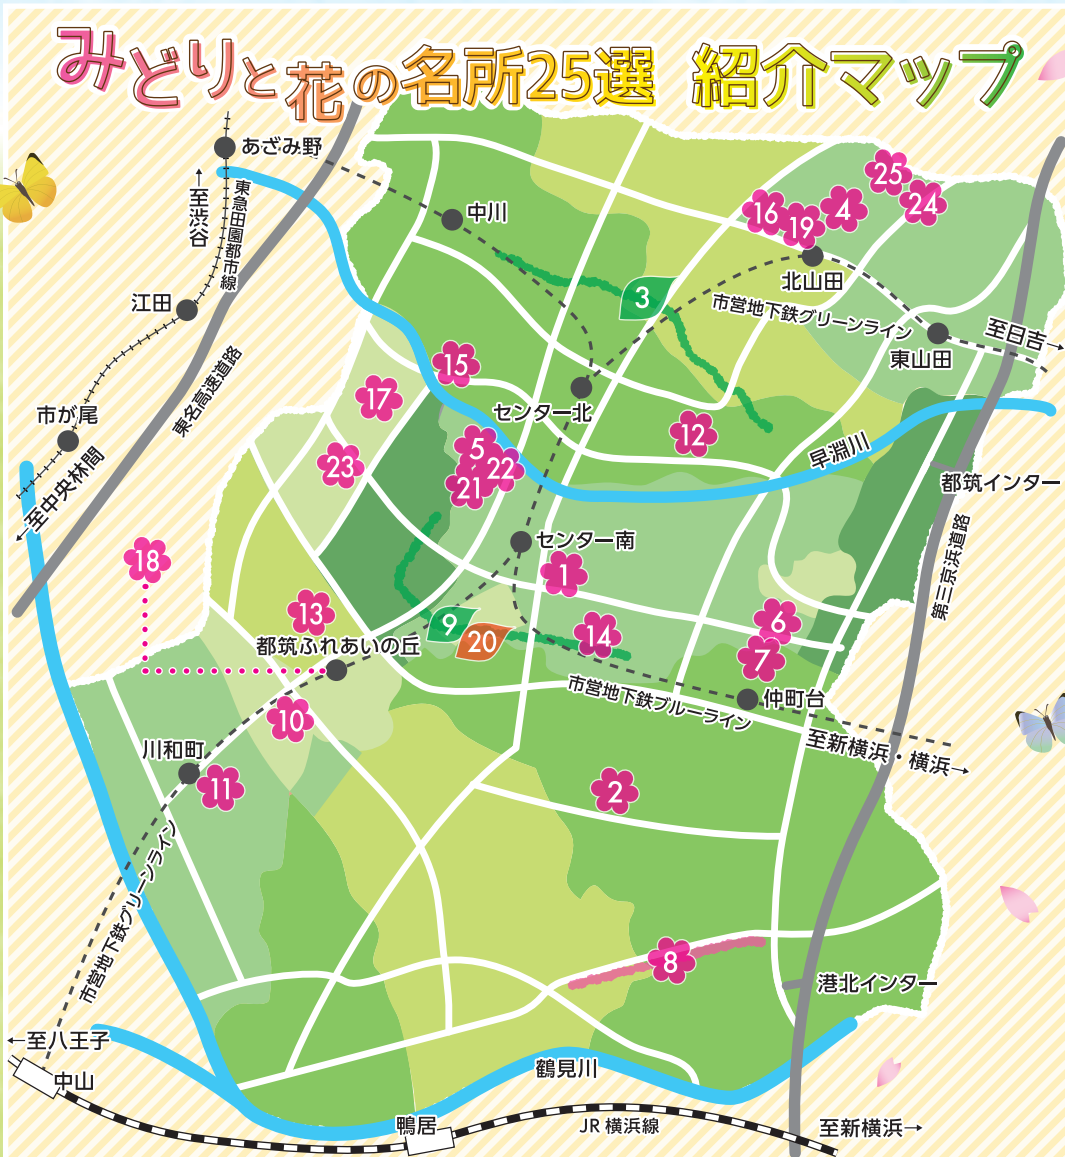 みどりと花の名所25選 紹介マップ
あざみ野
←至渋谷
東急田園都市線
中川
25
24
16
19
4
北山田
3
市営地下鉄グリーンライン
東山田
至日吉→
江田
東名高速道路
市が尾
←至中央林間
15
17
センター北
12
早淵川
都筑インター
5
22
21
23
センター南
1
第三京浜道路
18
13
9
20
14
6
7
都筑ふれあいの丘
市営地下鉄ブルーライン
仲町台
至新横浜・横浜→
10
川和町
11
2
市営地下鉄グリーンライン
8
港北インター
←至八王子
中山
鶴見川
鴨居
JR 横浜線
至新横浜→